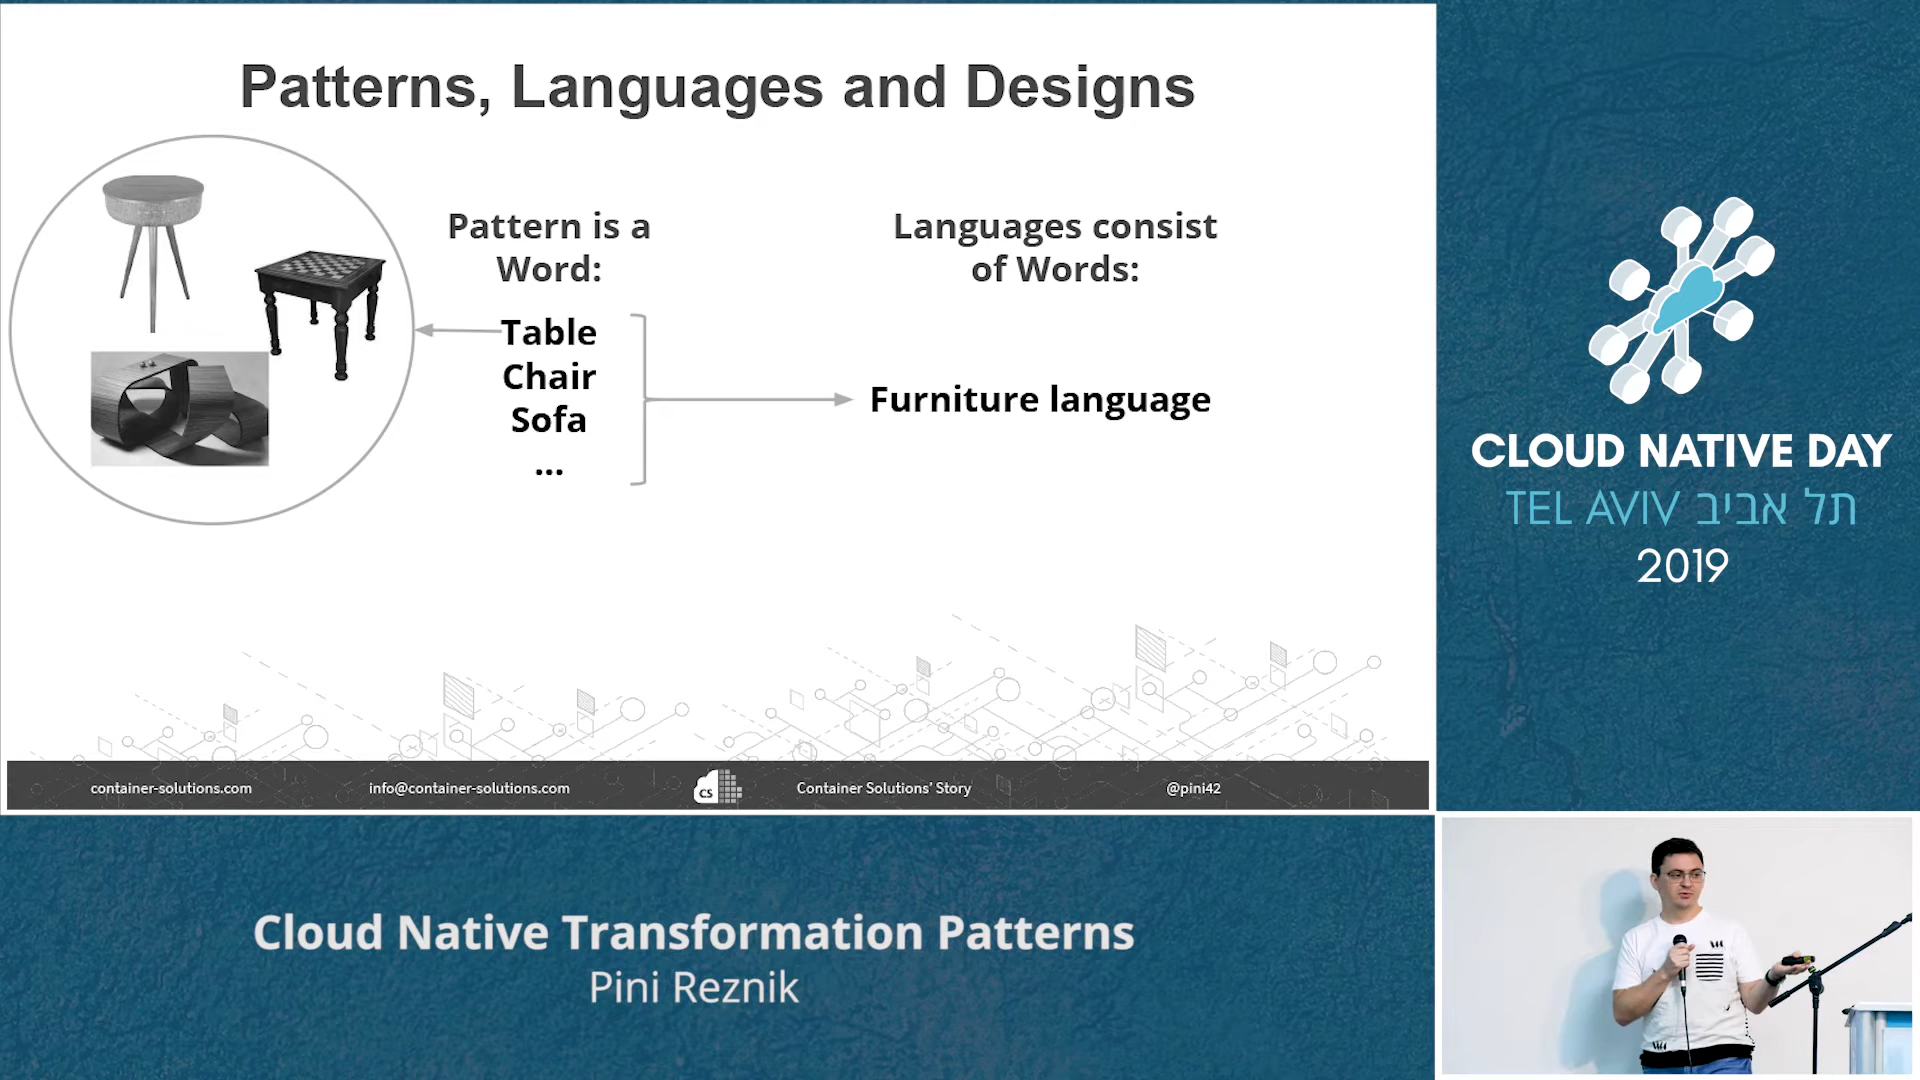 Patterns, Languages and Designs
Pattern is a
Word:
Table
Chair
Sofa
...
Languages consist
of Words:
Furniture language
container-solutions.com
info@container-solutions.com
CS
Container Solutions' Story
@pini42
CLOUD NATIVE DAY
TEL AVIV תל אביב
2019
Cloud Native Transformation Patterns
Pini Reznik